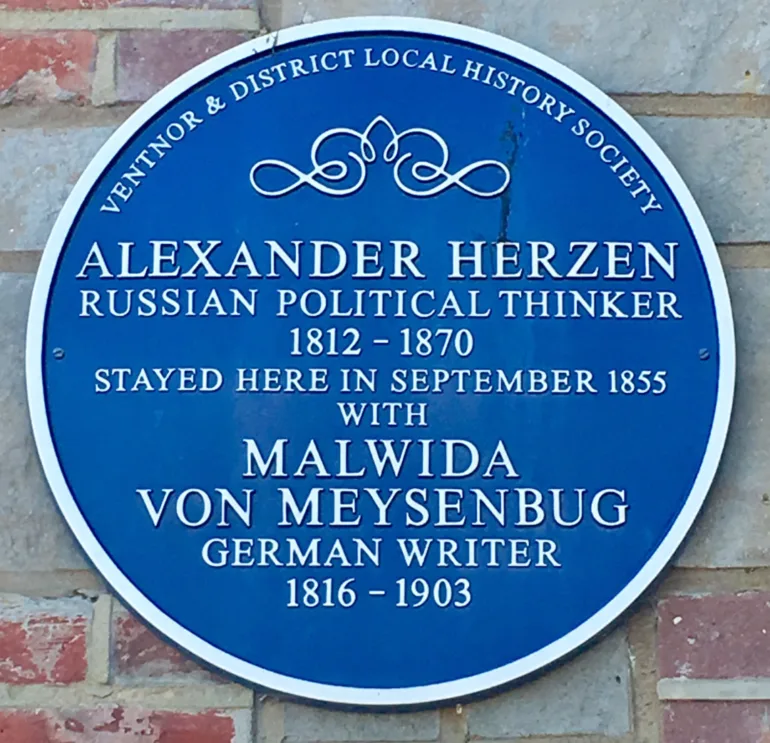 VENTNOR & DISTRICT LOCAL HISTORY SOCIETY
ALEXANDER HERZEN
RUSSIAN POLITICAL THINKER
1812 – 1870
STAYED HERE IN SEPTEMBER 1855
WITH
MALWIDA
VON MEYSENBUG
GERMAN WRITER
1816 – 1903